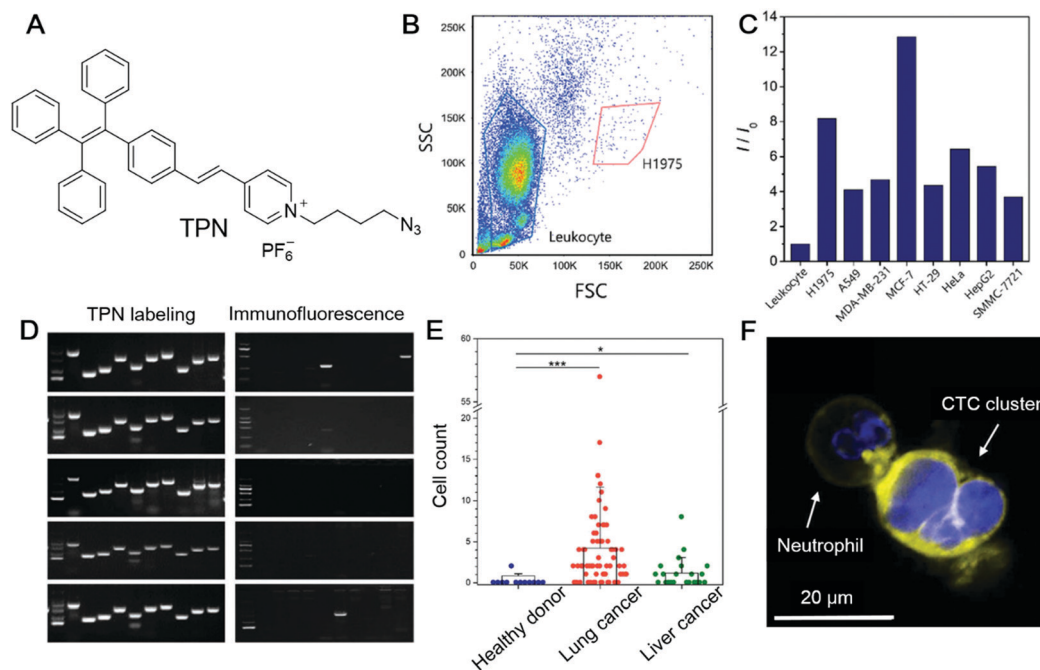 A
N
+
N₃
TPN
PF₆⁻
B
SSC
250K
200K
150K
100K
50K
0
H1975
Leukocyte
0 50K 100K 150K 200K 250K
FSC
C
I / I₀
14
12
10
8
6
4
2
0
Leukocyte
H1975
A549
MDA-MB-231
MCF-7
HT-29
HeLa
HepG2
SMMC-7721
D
TPN labeling Immunofluorescence
E
Cell count
60
55
20
15
10
5
0
*
***
Healthy donor
Lung cancer
Liver cancer
F
CTC cluster
Neutrophil
20 μm